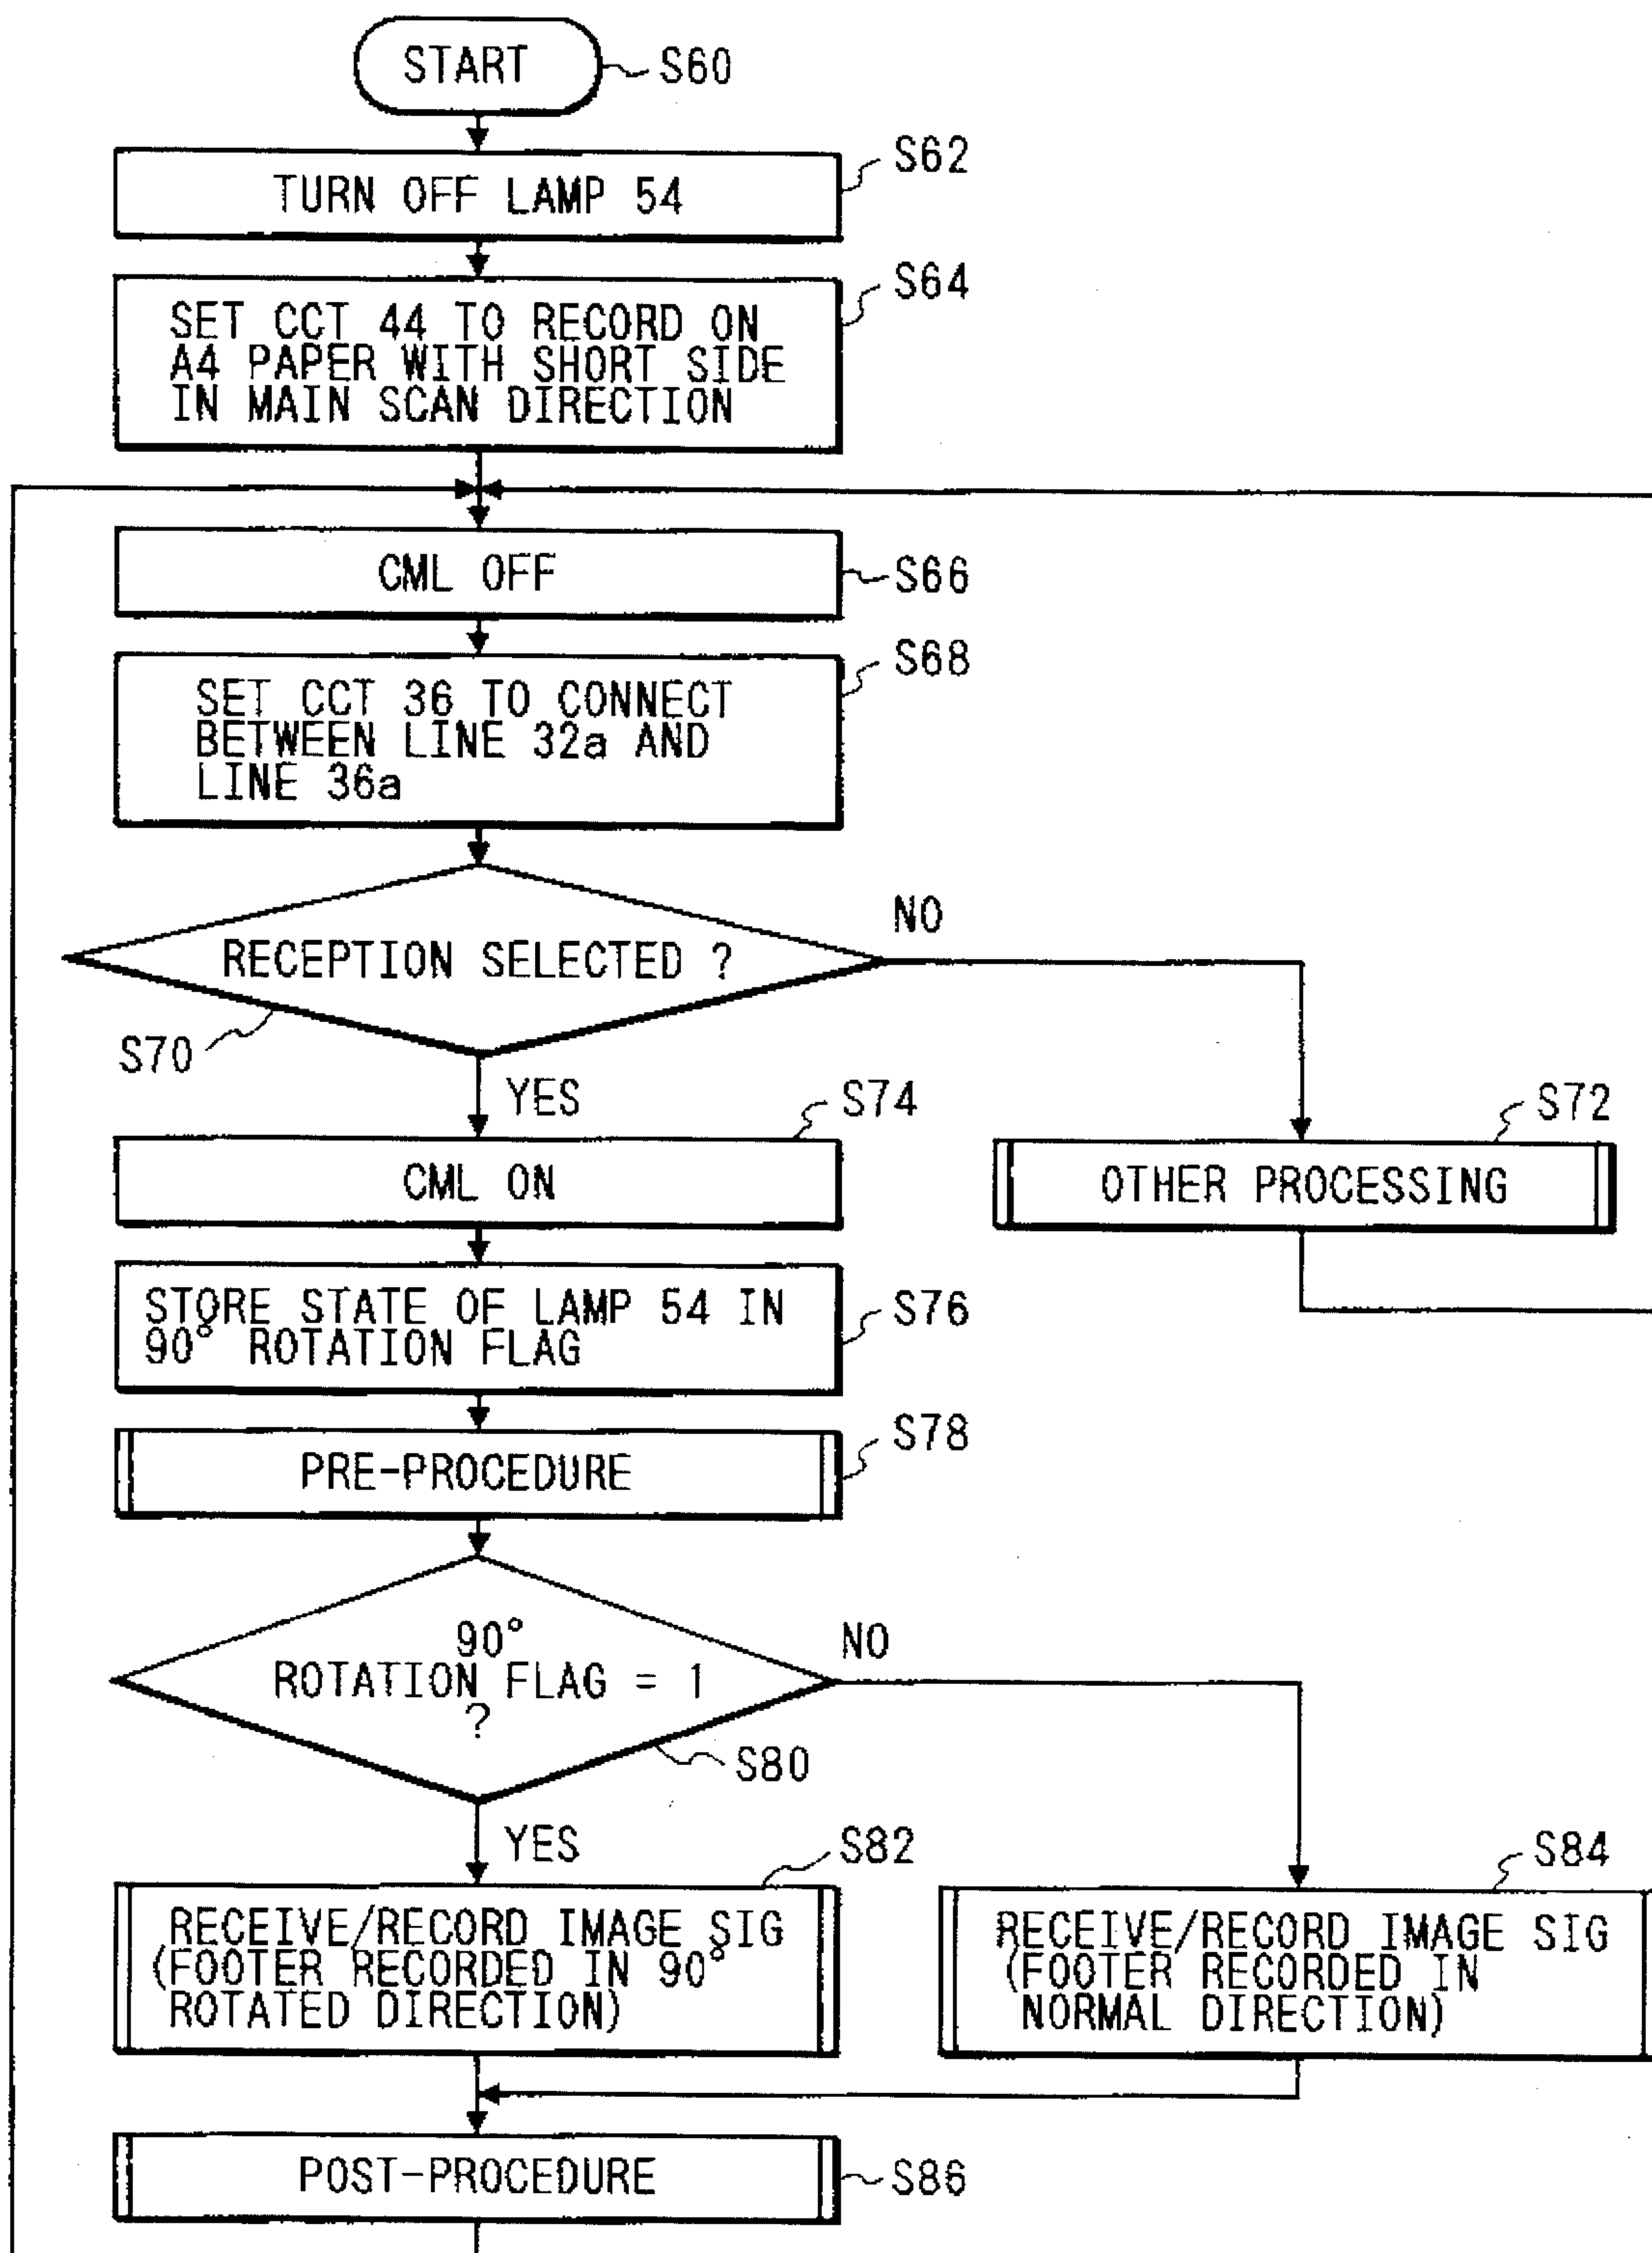 START
S60
TURN OFF LAMP 54
S62
SET CCT 44 TO RECORD ON
A4 PAPER WITH SHORT SIDE
IN MAIN SCAN DIRECTION
S64
CML OFF
S66
SET CCT 36 TO CONNECT
BETWEEN LINE 32a AND
LINE 36a
S68
RECEPTION SELECTED ?
S70
NO
YES
CML ON
S74
OTHER PROCESSING
S72
STORE STATE OF LAMP 54 IN
90° ROTATION FLAG
S76
PRE-PROCEDURE
S78
90°
ROTATION FLAG = 1
?
S80
NO
YES
RECEIVE/RECORD IMAGE SIG
(FOOTER RECORDED IN 90°
ROTATED DIRECTION)
S82
RECEIVE/RECORD IMAGE SIG
(FOOTER RECORDED IN
NORMAL DIRECTION)
S84
POST-PROCEDURE
S86